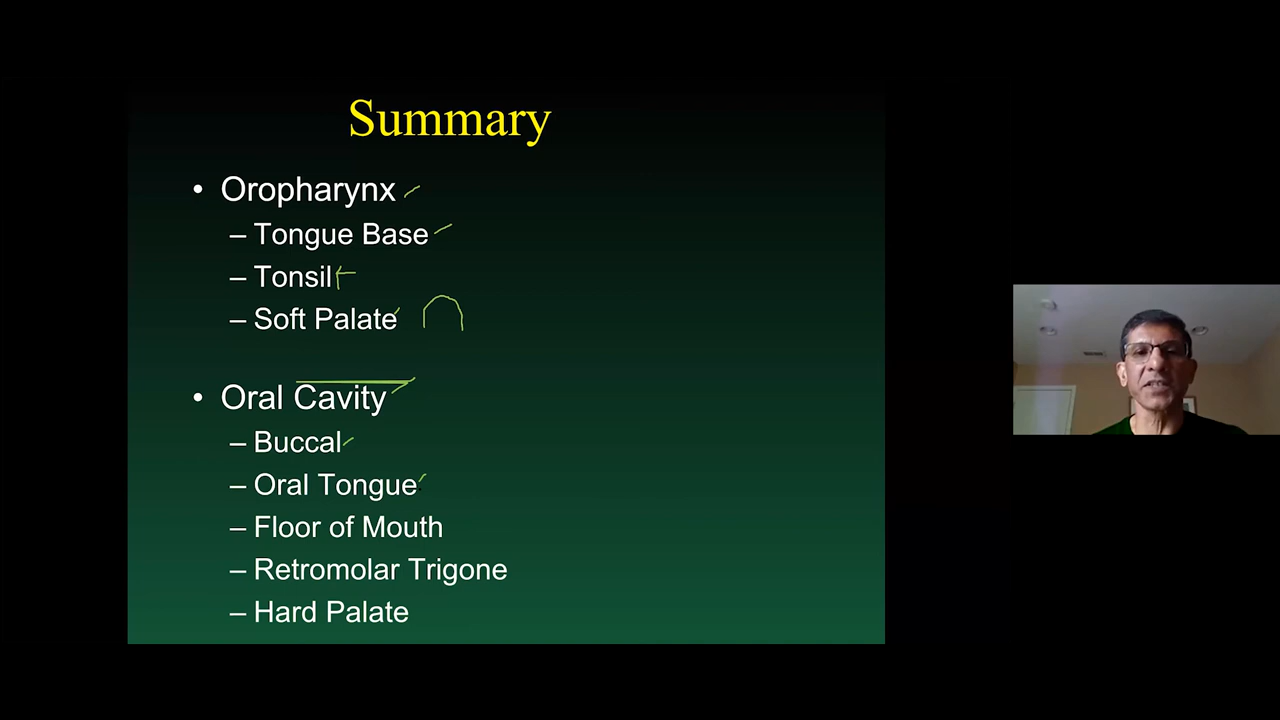 Summary
• Oropharynx
– Tongue Base
– Tonsil
– Soft Palate
• Oral Cavity
– Buccal
– Oral Tongue
– Floor of Mouth
– Retromolar Trigone
– Hard Palate